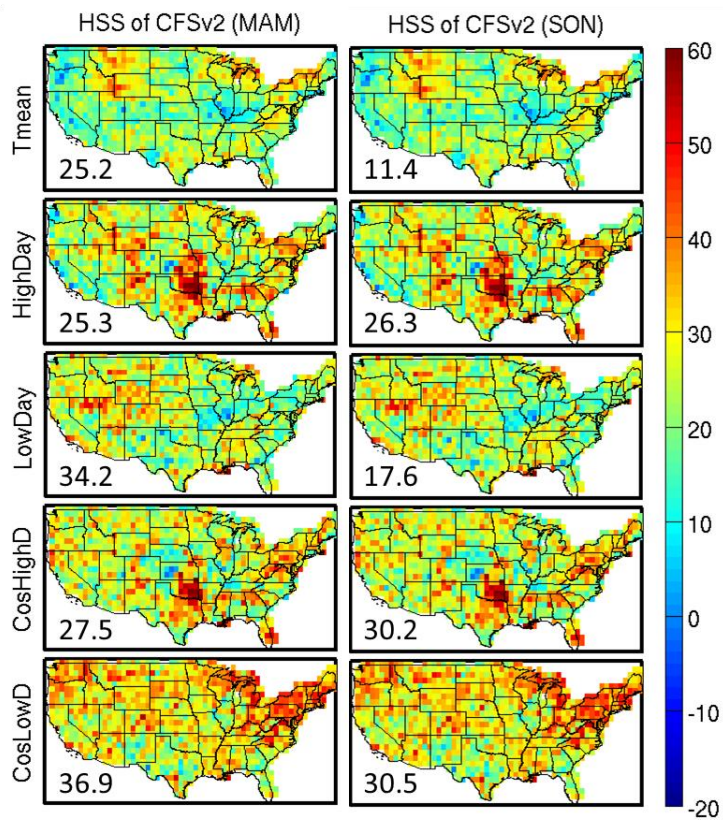 HSS of CFSv2 (MAM)
HSS of CFSv2 (SON)
Tmean
25.2
11.4
HighDay
25.3
26.3
LowDay
34.2
17.6
CosHighD
27.5
30.2
CosLowD
36.9
30.5
60
50
40
30
20
10
0
-10
-20